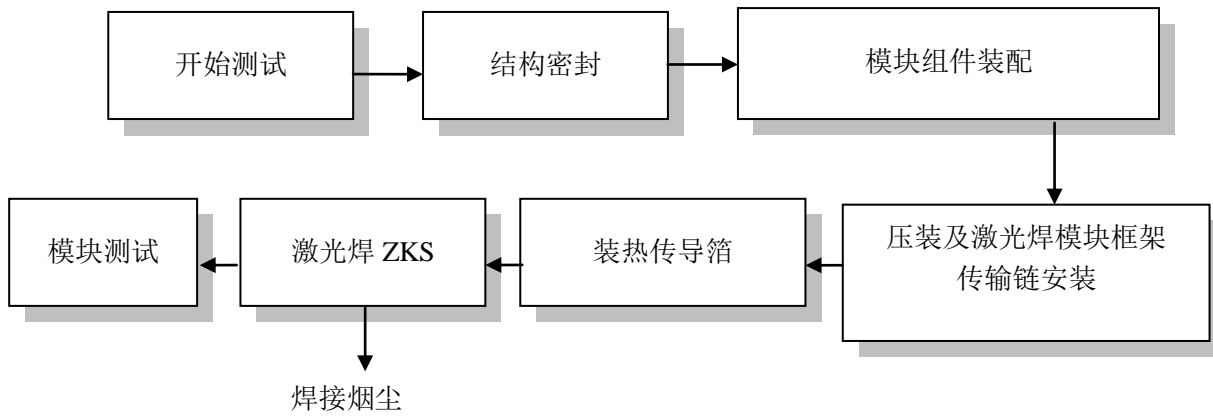 开始测试
结构密封
模块组件装配
压装及激光焊模块框架
传输链安装
装热传导箔
激光焊 ZKS
模块测试
焊接烟尘